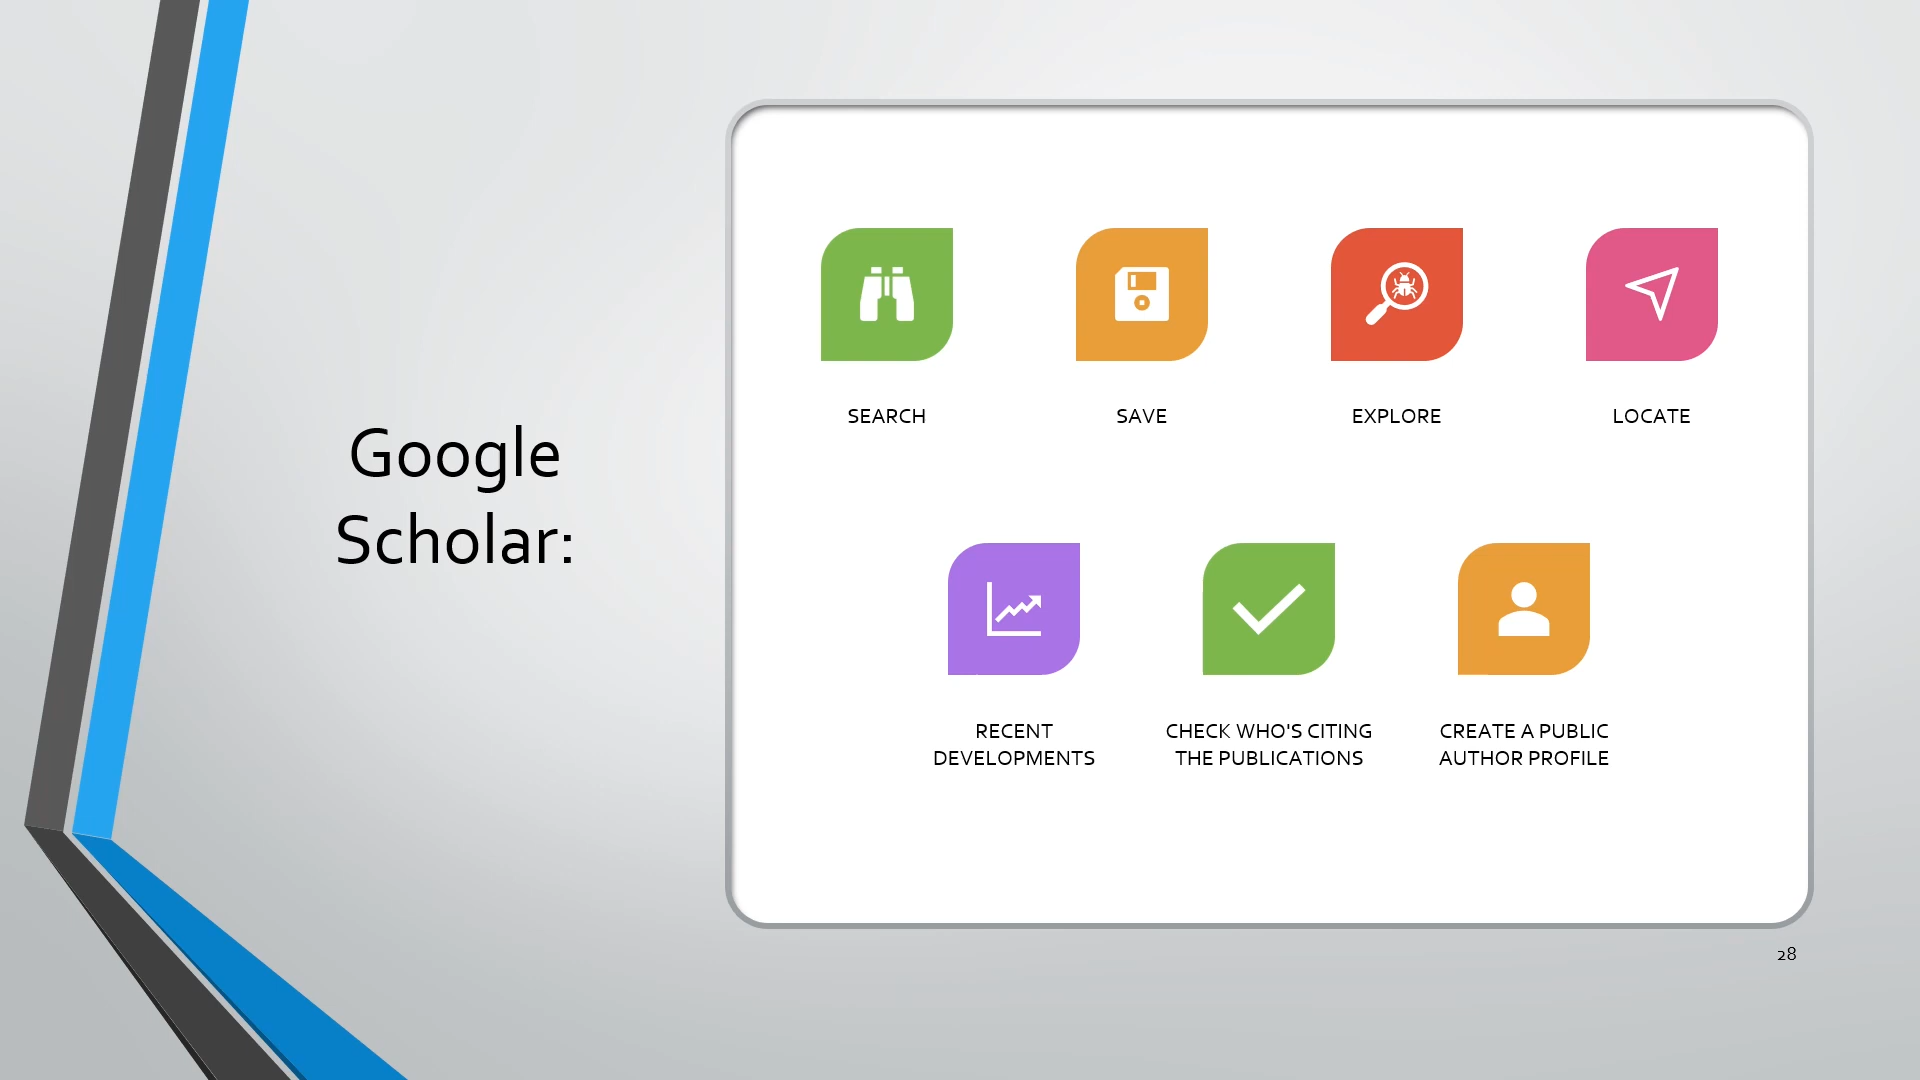 Google
Scholar:
SEARCH
SAVE
EXPLORE
LOCATE
RECENT
DEVELOPMENTS
CHECK WHO'S CITING
THE PUBLICATIONS
CREATE A PUBLIC
AUTHOR PROFILE
28